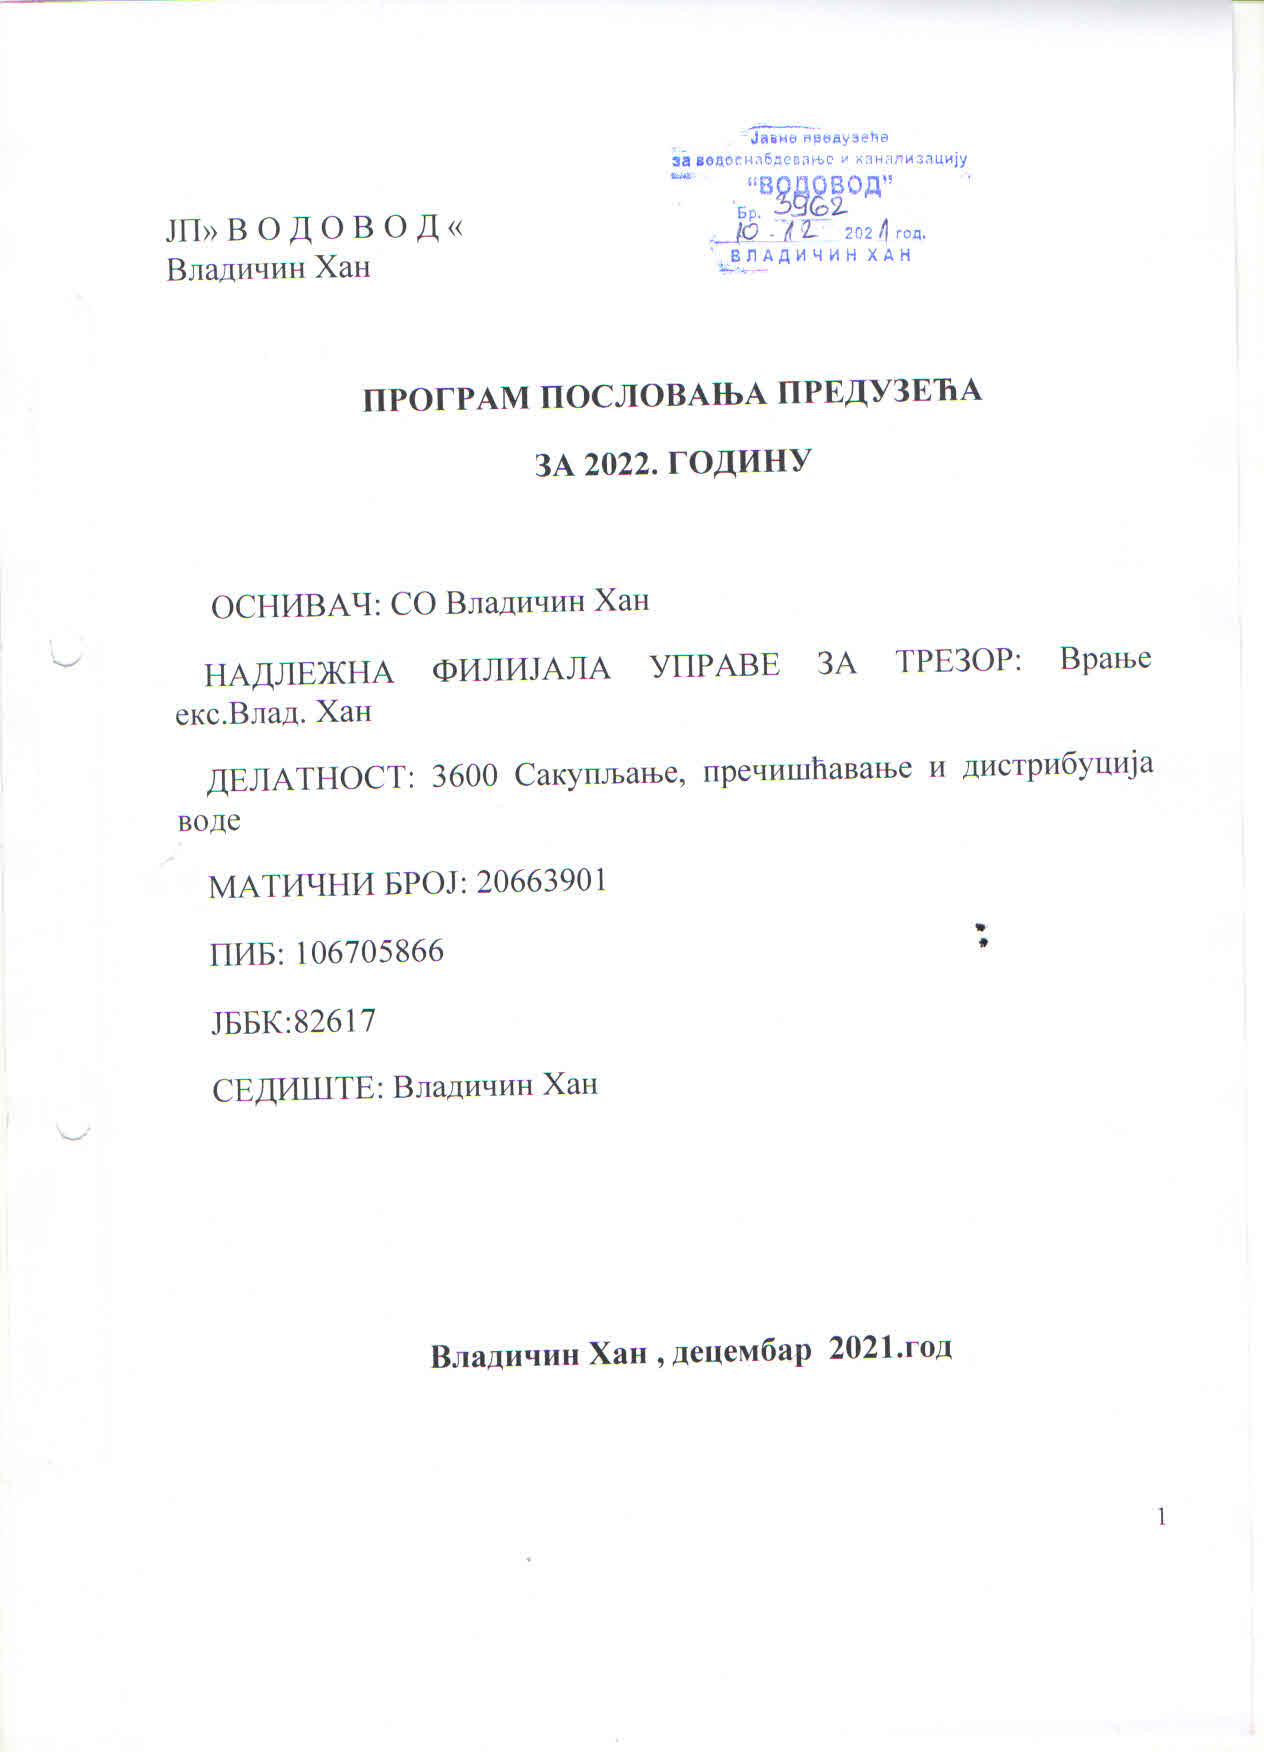 Јавно предузеће
за водоснабдевање и канализацију
“ВОДОВОД”
Бр. 3962
10 - 12 2021 год.
ВЛАДИЧИН ХАН
ЈП» В О Д О В О Д «
Владичин Хан
ПРОГРАМ ПОСЛОВАЊА ПРЕДУЗЕЋА
ЗА 2022. ГОДИНУ
ОСНИВАЧ: СО Владичин Хан
НАДЛЕЖНА ФИЛИЈАЛА УПРАВЕ ЗА ТРЕЗОР: Врање
екс.Влад. Хан
ДЕЛАТНОСТ: 3600 Сакупљање, пречишћавање и дистрибуција
воде
МАТИЧНИ БРОЈ: 20663901
ПИБ: 106705866
ЈББК:82617
СЕДИШТЕ: Владичин Хан
Владичин Хан , децембар 2021.год
1